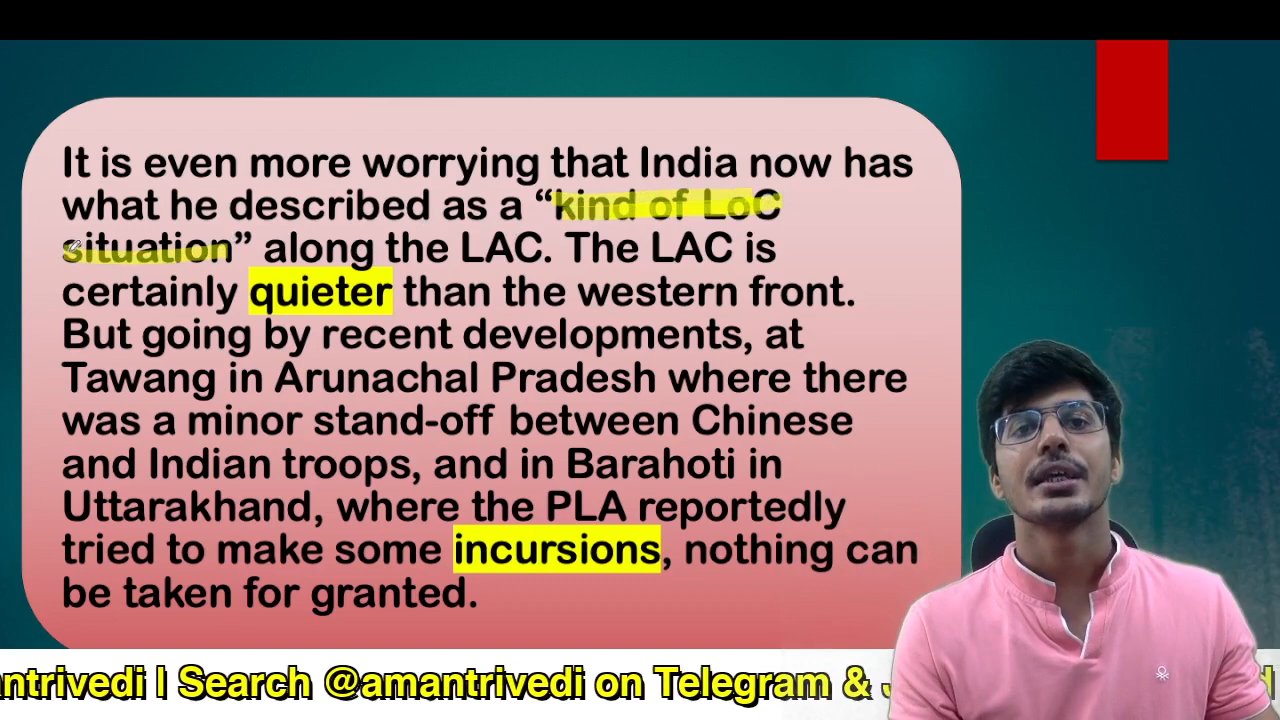 It is even more worrying that India now has
what he described as a “kind of LoC
situation” along the LAC. The LAC is
certainly quieter than the western front.
But going by recent developments, at
Tawang in Arunachal Pradesh where there
was a minor stand-off between Chinese
and Indian troops, and in Barahoti in
Uttarakhand, where the PLA reportedly
tried to make some incursions, nothing can
be taken for granted.
antrivedi | Search @amantrivedi on Telegram &